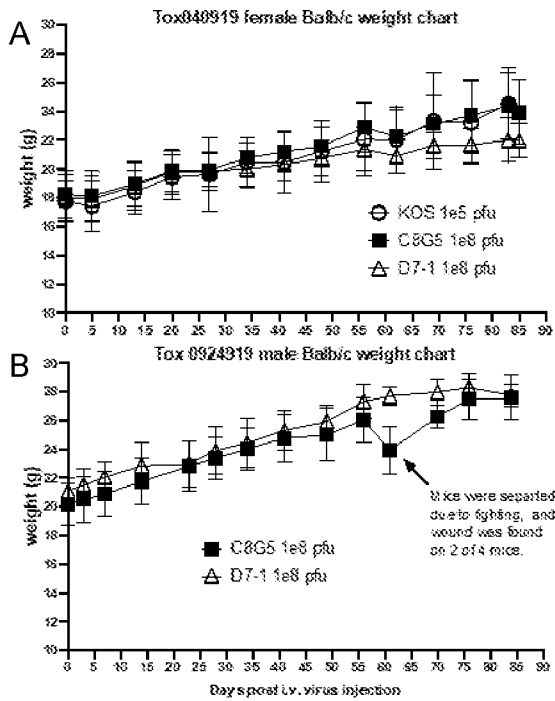 A
Tox040919 female Balb/c weight chart
weight (g)
30
28
26
24
22
20
18
16
14
12
10
KOS 1e5 pfu
C8G5 1e8 pfu
D7-1 1e8 pfu
0 5 10 15 20 25 30 35 40 45 50 55 60 65 70 75 80 85 90
B
Tox 0924919 male Balb/c weight chart
weight (g)
30
28
26
24
22
20
18
16
14
12
10
Mice were separted
due to fighting, and
wound was found
on 2 of 4 mice.
C8G5 1e8 pfu
D7-1 1e8 pfu
0 5 10 15 20 25 30 35 40 45 50 55 60 65 70 75 80 85 90
Days post i.v. virus injection